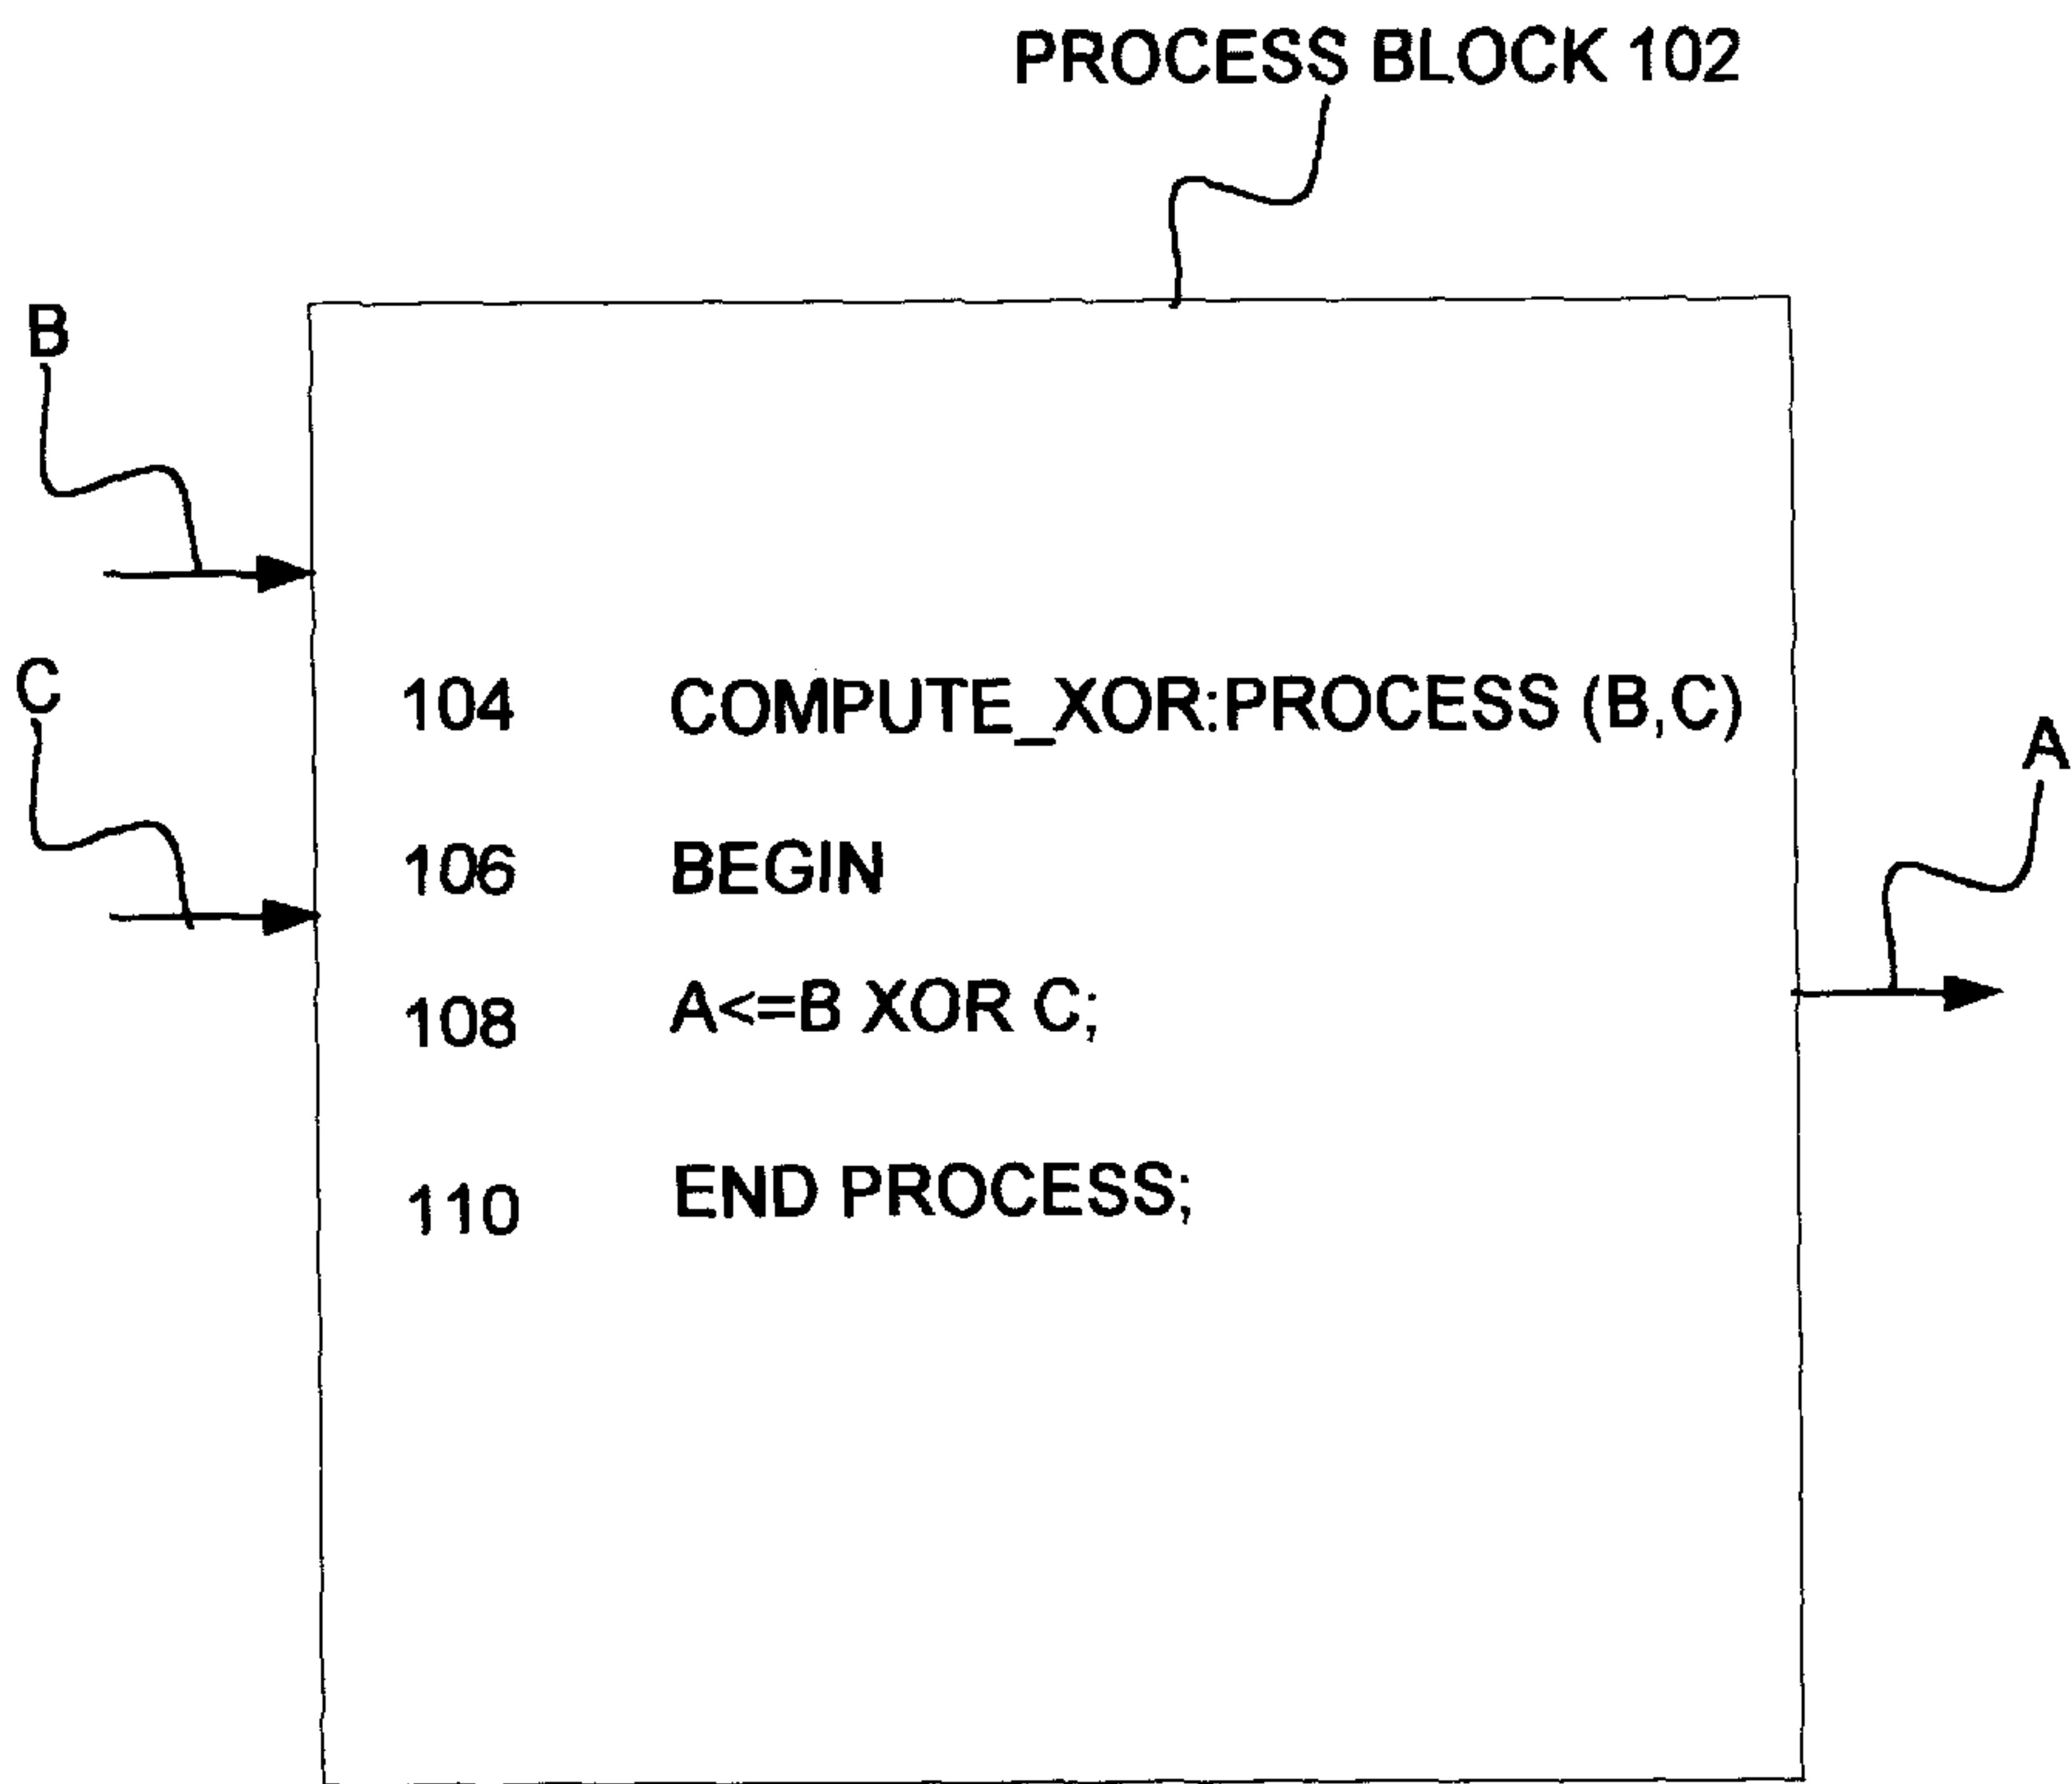 PROCESS BLOCK 102
B
C
104 COMPUTE_XOR:PROCESS (B,C)
A
106 BEGIN
108 A<=B XOR C;
110 END PROCESS;